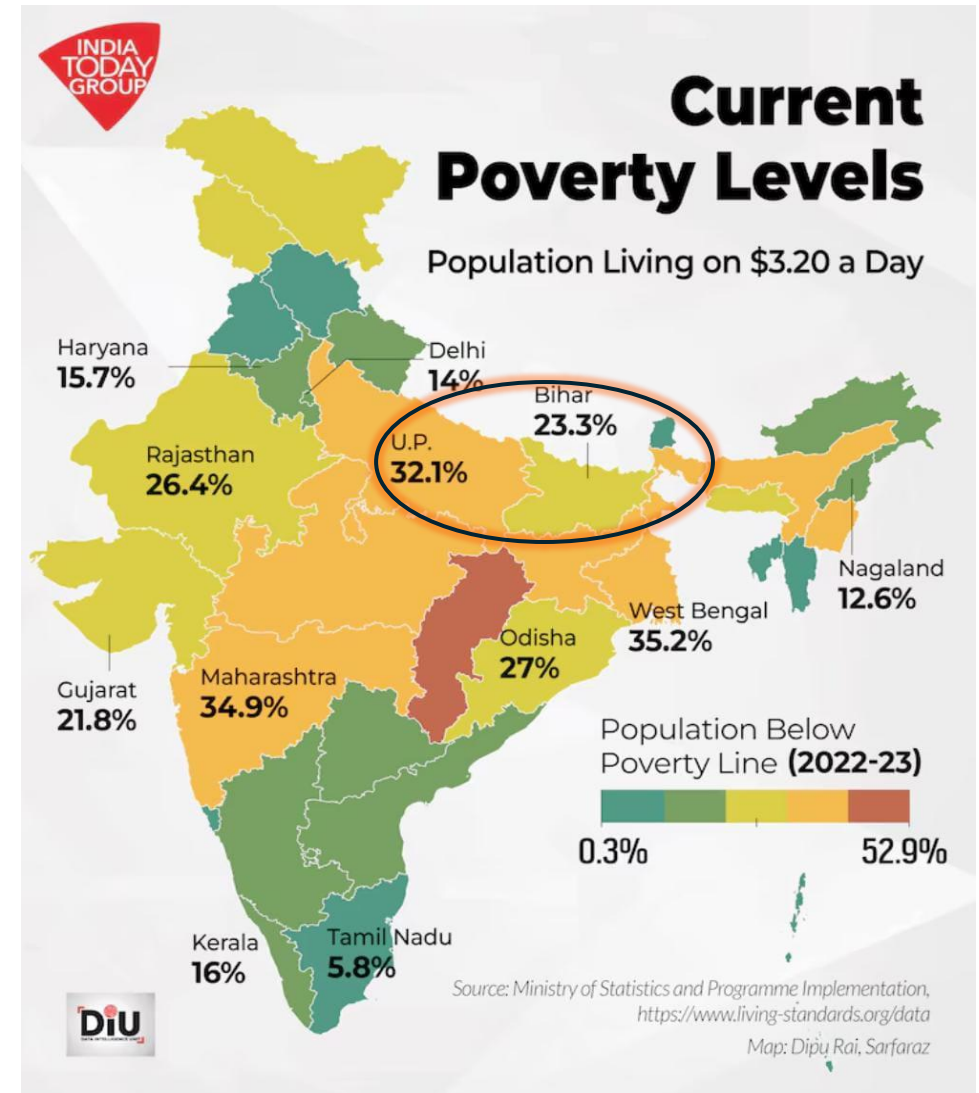 INDIA
TODAY
GROUP
Current
Poverty Levels
Population Living on $3.20 a Day
Haryana
15.7%
Delhi
14%
Bihar
23.3%
U.P.
32.1%
Rajasthan
26.4%
Nagaland
12.6%
West Bengal
35.2%
Odisha
27%
Gujarat
21.8%
Maharashtra
34.9%
Population Below
Poverty Line (2022-23)
0.3%
52.9%
Kerala
16%
Tamil Nadu
5.8%
Source: Ministry of Statistics and Programme Implementation,
https://www.living-standards.org/data
Map: Dipu Rai, Sarfaraz
DiU
DATA INTELLIGENCE UNIT